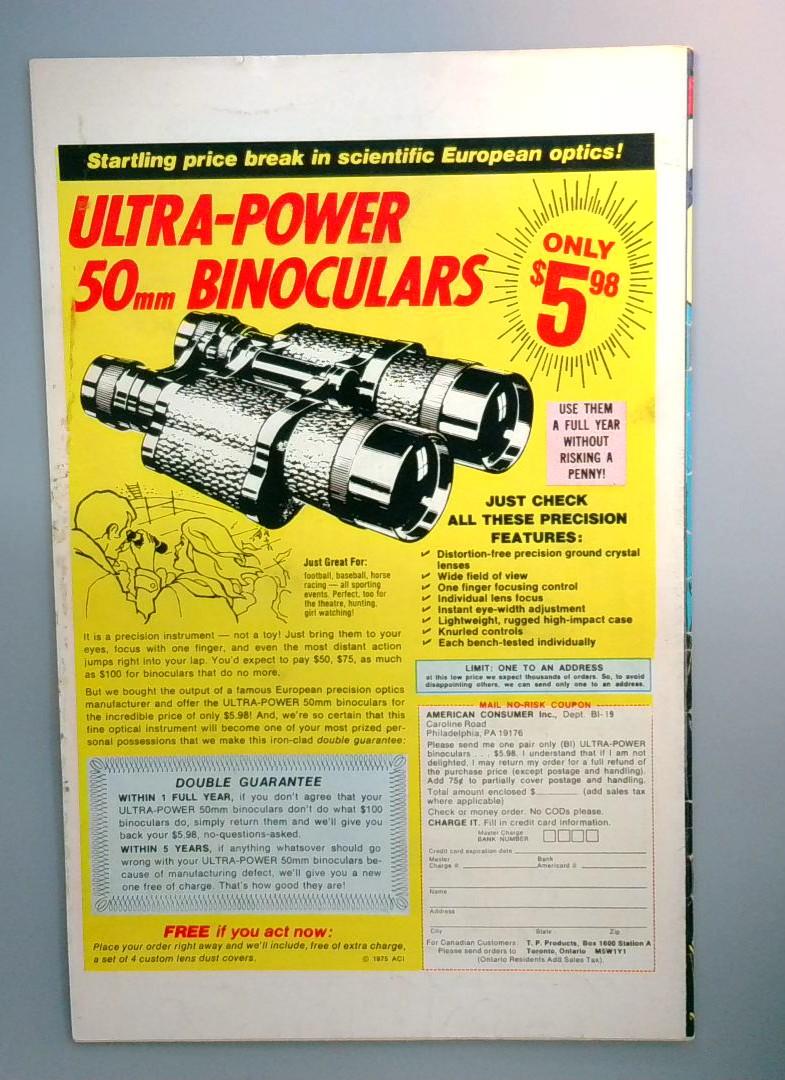 Startling price break in scientific European optics!
ULTRA-POWER
50mm BINOCULARS
ONLY
$5.98
USE THEM
A FULL YEAR
WITHOUT
RISKING A
PENNY!
JUST CHECK
ALL THESE PRECISION
FEATURES:
✓ Distortion-free precision ground crystal
lenses
✓ Wide field of view
✓ One finger focusing control
✓ Individual lens focus
✓ Instant eye-width adjustment
✓ Lightweight, rugged high-impact case
✓ Knurled controls
✓ Each bench-tested individually
Just Great For:
football, baseball, horse
racing — all sporting
events. Perfect, too for
the theatre, hunting,
girl watching!
It is a precision instrument — not a toy! Just bring them to your
eyes, focus with one finger, and even the most distant action
jumps right into your lap. You'd expect to pay $50, $75, as much
as $100 for binoculars that do no more.
But we bought the output of a famous European precision optics
manufacturer and offer the ULTRA-POWER 50mm binoculars for
the incredible price of only $5.98! And, we're so certain that this
fine optical instrument will become one of your most prized per-
sonal possessions that we make this iron-clad double guarantee:
DOUBLE GUARANTEE
WITHIN 1 FULL YEAR, if you don't agree that your
ULTRA-POWER 50mm binoculars don't do what $100
binoculars do, simply return them and we'll give you
back your $5.98, no-questions-asked.
WITHIN 5 YEARS, if anything whatsoever should go
wrong with your ULTRA-POWER 50mm binoculars be-
cause of manufacturing defect, we'll give you a new
one free of charge. That's how good they are!
FREE if you act now:
Place your order right away and we'll include, free of extra charge,
a set of 4 custom lens dust covers.
© 1975 ACI
LIMIT: ONE TO AN ADDRESS
at this low price we expect thousands of orders. So, to avoid
disappointing others, we can send only one to an address.
MAIL NO-RISK COUPON
AMERICAN CONSUMER Inc., Dept. BI-19
Caroline Road
Philadelphia, PA 19176
Please send me one pair only (BI) ULTRA-POWER
binoculars . . . $5.98. I understand that if I am not
delighted, I may return my order for a full refund of
the purchase price (except postage and handling).
Add 75¢ to partially cover postage and handling.
Total amount enclosed $ (add sales tax
where applicable)
Check or money order. No CODs please.
CHARGE IT. Fill in credit card information.
Master Charge
BANK NUMBER
Credit card expiration date
Master Charge #
Bank Americard #
Name
Address
City State Zip
For Canadian Customers: T. P. Products, Box 1600 Station A
Please send orders to Toronto, Ontario M5W1Y1
(Ontario Residents Add Sales Tax).